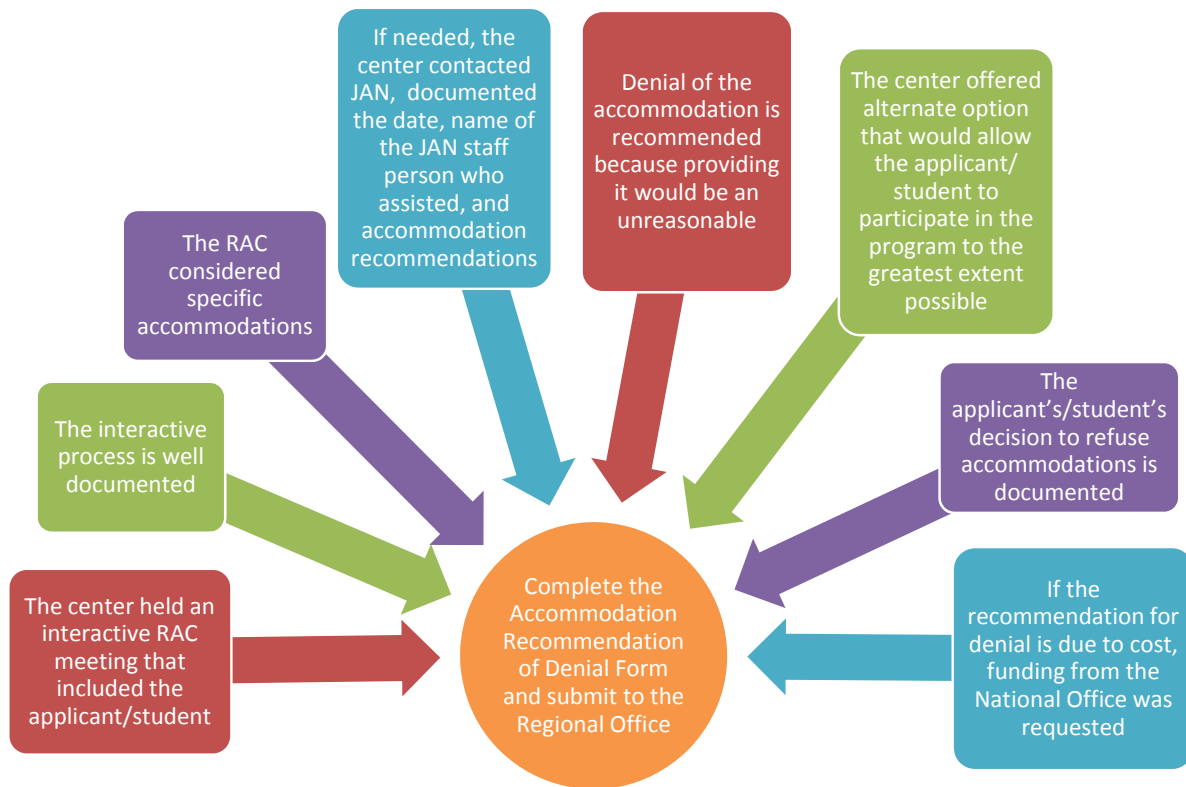 The center held an
interactive RAC
meeting that
included the
applicant/student
The interactive
process is well
documented
The RAC
considered
specific
accommodations
If needed, the
center contacted
JAN,  documented
the date, name of
the JAN staff
person who
assisted, and
accommodation
recommendations
Denial of the
accommodation is
recommended
because providing
it would be an
unreasonable
The center offered
alternate option
that would allow
the applicant/
student to
participate in the
program to the
greatest extent
possible
The
applicant’s/student’s
decision to refuse
accommodations is
documented
If the
recommendation for
denial is due to cost,
funding from the
National Office was
requested
Complete the
Accommodation
Recommendation
of Denial Form
and submit to the
Regional Office